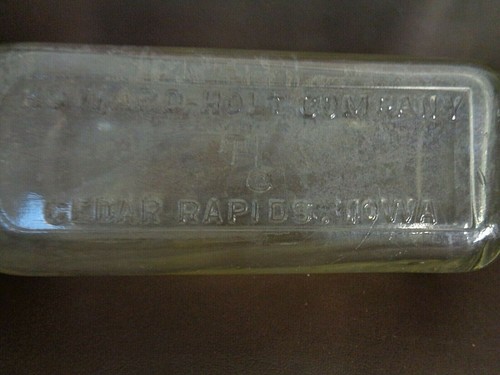 HOLT COMPANY
CEDAR RAPIDS, IOWA